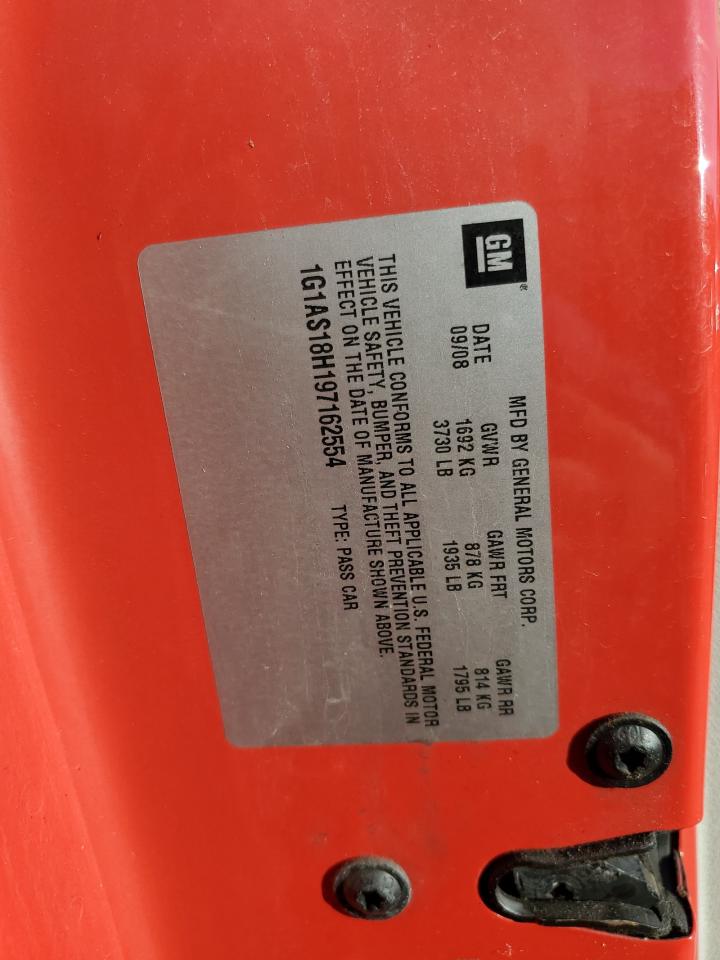 GM®
MFD BY GENERAL MOTORS CORP.
DATE GVWR GAWR FRT GAWR RR
09/08 1692 KG 878 KG 814 KG
3730 LB 1935 LB 1795 LB
THIS VEHICLE CONFORMS TO ALL APPLICABLE U.S. FEDERAL MOTOR
VEHICLE SAFETY, BUMPER, AND THEFT PREVENTION STANDARDS IN
EFFECT ON THE DATE OF MANUFACTURE SHOWN ABOVE.
1G1AS18H197162554 TYPE: PASS CAR